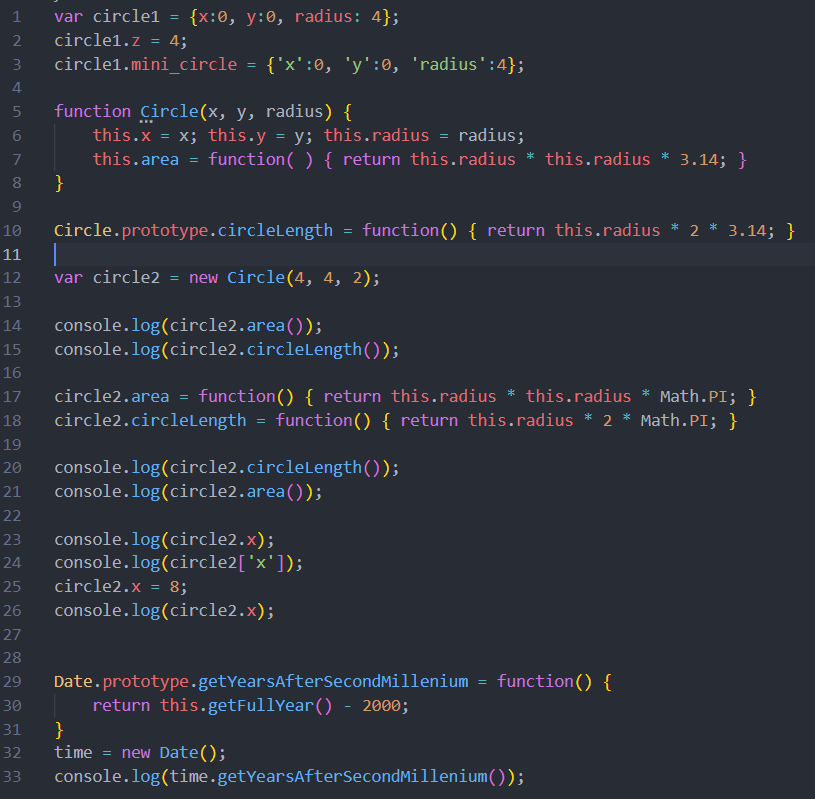 1 var circle1 = {x:0, y:0, radius: 4};
2 circle1.z = 4;
3 circle1.mini_circle = {'x':0, 'y':0, 'radius':4};
4
5 function Circle(x, y, radius) {
6     this.x = x; this.y = y; this.radius = radius;
7     this.area = function( ) { return this.radius * this.radius * 3.14; }
8 }
9
10 Circle.prototype.circleLength = function() { return this.radius * 2 * 3.14; }
11
12 var circle2 = new Circle(4, 4, 2);
13
14 console.log(circle2.area());
15 console.log(circle2.circleLength());
16
17 circle2.area = function() { return this.radius * this.radius * Math.PI; }
18 circle2.circleLength = function() { return this.radius * 2 * Math.PI; }
19
20 console.log(circle2.circleLength());
21 console.log(circle2.area());
22
23 console.log(circle2.x);
24 console.log(circle2['x']);
25 circle2.x = 8;
26 console.log(circle2.x);
27
28
29 Date.prototype.getYearsAfterSecondMillenium = function() {
30     return this.getFullYear() - 2000;
31 }
32 time = new Date();
33 console.log(time.getYearsAfterSecondMillenium());